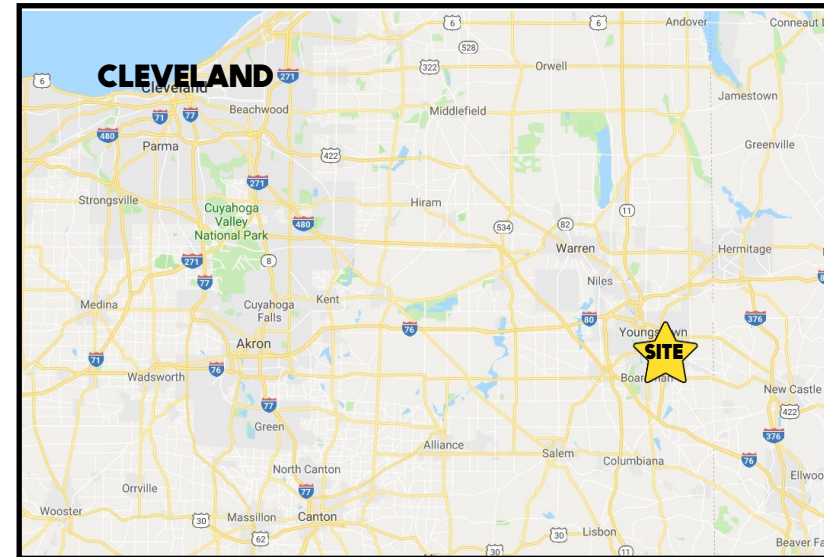 6
6
Andover
Conneaut L
528
322
Orwell
CLEVELAND
271
Cleveland
6
Jamestown
Beachwood
Middlefield
71
77
480
Parma
Greenville
422
271
Strongsville
Hiram
Cuyahoga
Valley
National Park
11
480
534
82
Warren
Hermitage
8
271
77
Niles
Medina
Cuyahoga
Falls
Kent
76
80
376
Youngstown
Akron
SITE
71
76
Wadsworth
New Castle
77
422
Green
376
Alliance
Salem
Columbiana
76
North Canton
Ellwoo
Orrville
77
Wooster
30
Massillon
Canton
62
30
Lisbon
30
11
Beaver Fa